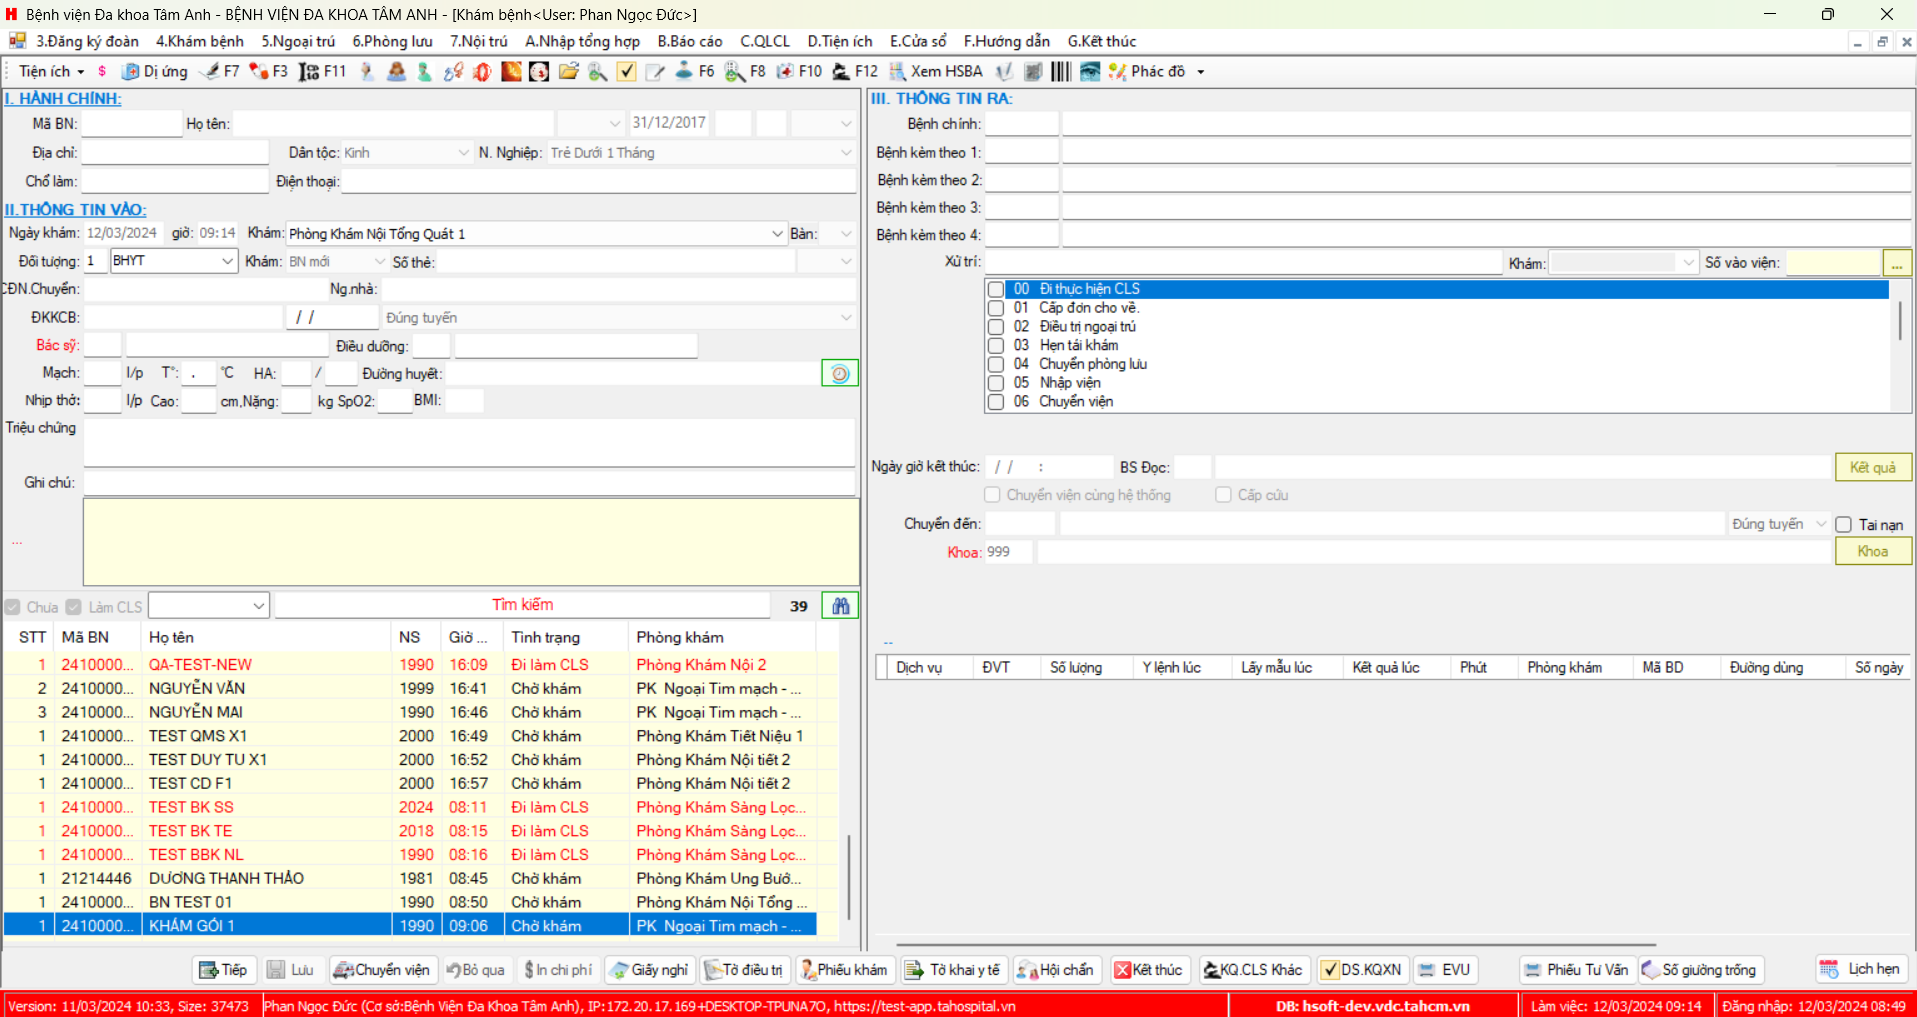 Bệnh viện Đa khoa Tâm Anh - BỆNH VIỆN ĐA KHOA TÂM ANH - [Khám bệnh<User: Phan Ngọc Đức>]
3.Đăng ký đoàn 4.Khám bệnh 5.Ngoại trú 6.Phòng lưu 7.Nội trú A.Nhập tổng hợp B.Báo cáo C.QLCL D.Tiện ích E.Cửa sổ F.Hướng dẫn G.Kết thúc
Tiện ích $ Dị ứng F7 F3 F11 F6 F8 F10 F12 Xem HSBA Phác đồ
I. HÀNH CHÍNH:
Mã BN: Họ tên: 31/12/2017
Địa chỉ: Dân tộc: Kinh N. Nghiệp: Trẻ Dưới 1 Tháng
Chổ làm: Điện thoại:
II.THÔNG TIN VÀO:
Ngày khám: 12/03/2024 giờ: 09:14 Khám: Phòng Khám Nội Tổng Quát 1 Bàn:
Đối tượng: 1 BHYT Khám: BN mới Số thẻ:
CĐN.Chuyển: Ng.nhà:
ĐKKCB: / / Đúng tuyến
Bác sỹ: Điều dưỡng:
Mạch: l/p T°: . °C HA: / Đường huyết:
Nhịp thở: l/p Cao: cm,Nặng: kg SpO2: BMI:
Triệu chứng
Ghi chú:
...
Chưa Làm CLS Tìm kiếm 39
STT Mã BN Họ tên NS Giờ ... Tình trạng Phòng khám
1 2410000... QA-TEST-NEW 1990 16:09 Đi làm CLS Phòng Khám Nội 2
2 2410000... NGUYỄN VĂN 1999 16:41 Chờ khám PK Ngoại Tim mạch - ...
3 2410000... NGUYỄN MAI 1990 16:46 Chờ khám PK Ngoại Tim mạch - ...
1 2410000... TEST QMS X1 2000 16:49 Chờ khám Phòng Khám Tiết Niệu 1
1 2410000... TEST DUY TU X1 2000 16:52 Chờ khám Phòng Khám Nội tiết 2
1 2410000... TEST CD F1 2000 16:57 Chờ khám Phòng Khám Nội tiết 2
1 2410000... TEST BK SS 2024 08:11 Đi làm CLS Phòng Khám Sàng Lọc...
1 2410000... TEST BK TE 2018 08:15 Đi làm CLS Phòng Khám Sàng Lọc...
1 2410000... TEST BBK NL 1990 08:16 Đi làm CLS Phòng Khám Sàng Lọc...
1 21214446 DƯƠNG THANH THẢO 1981 08:45 Chờ khám Phòng Khám Ung Bướ...
1 2410000... BN TEST 01 1990 08:50 Chờ khám Phòng Khám Nội Tổng ...
1 2410000... KHÁM GÓI 1 1990 09:06 Chờ khám PK Ngoại Tim mạch - ...
III. THÔNG TIN RA:
Bệnh chính:
Bệnh kèm theo 1:
Bệnh kèm theo 2:
Bệnh kèm theo 3:
Bệnh kèm theo 4:
Xử trí: Khám: Số vào viện: ...
00 Đi thực hiện CLS
01 Cấp đơn cho về.
02 Điều trị ngoại trú
03 Hẹn tái khám
04 Chuyển phòng lưu
05 Nhập viện
06 Chuyển viện
Ngày giờ kết thúc: / / : BS Đọc: Kết quả
Chuyển viện cùng hệ thống Cấp cứu
Chuyển đến: Đúng tuyến Tai nạn
Khoa: 999 Khoa
--
Dịch vụ ĐVT Số lượng Y lệnh lúc Lấy mẫu lúc Kết quả lúc Phút Phòng khám Mã BD Đường dùng Số ngày
Tiếp Lưu Chuyển viện Bỏ qua In chi phí Giấy nghỉ Tờ điều trị Phiếu khám Tờ khai y tế Hội chẩn Kết thúc KQ.CLS Khác DS.KQXN EVU Phiếu Tư Vấn Sổ giường trống Lịch hẹn
Version: 11/03/2024 10:33, Size: 37473 Phan Ngọc Đức (Cơ sở:Bệnh Viện Đa Khoa Tâm Anh), IP:172.20.17.169+DESKTOP-TPUNA7O, https://test-app.tahospital.vn DB: hsoft-dev.vdc.tahcm.vn Làm việc: 12/03/2024 09:14 Đăng nhập: 12/03/2024 08:49